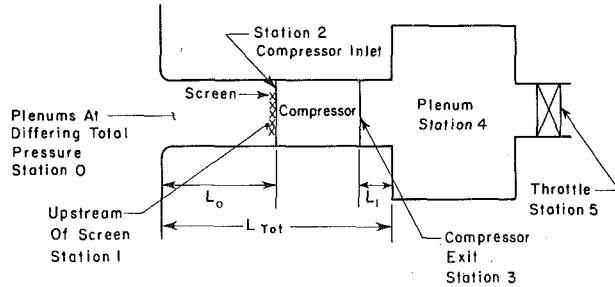 Station 2
Compressor Inlet
Screen
Compressor
Plenums At
Differing Total
Pressure
Station 0
Plenum
Station 4
L₀
L₁
L Tot
Upstream
Of Screen
Station 1
Compressor
Exit
Station 3
Throttle
Station 5